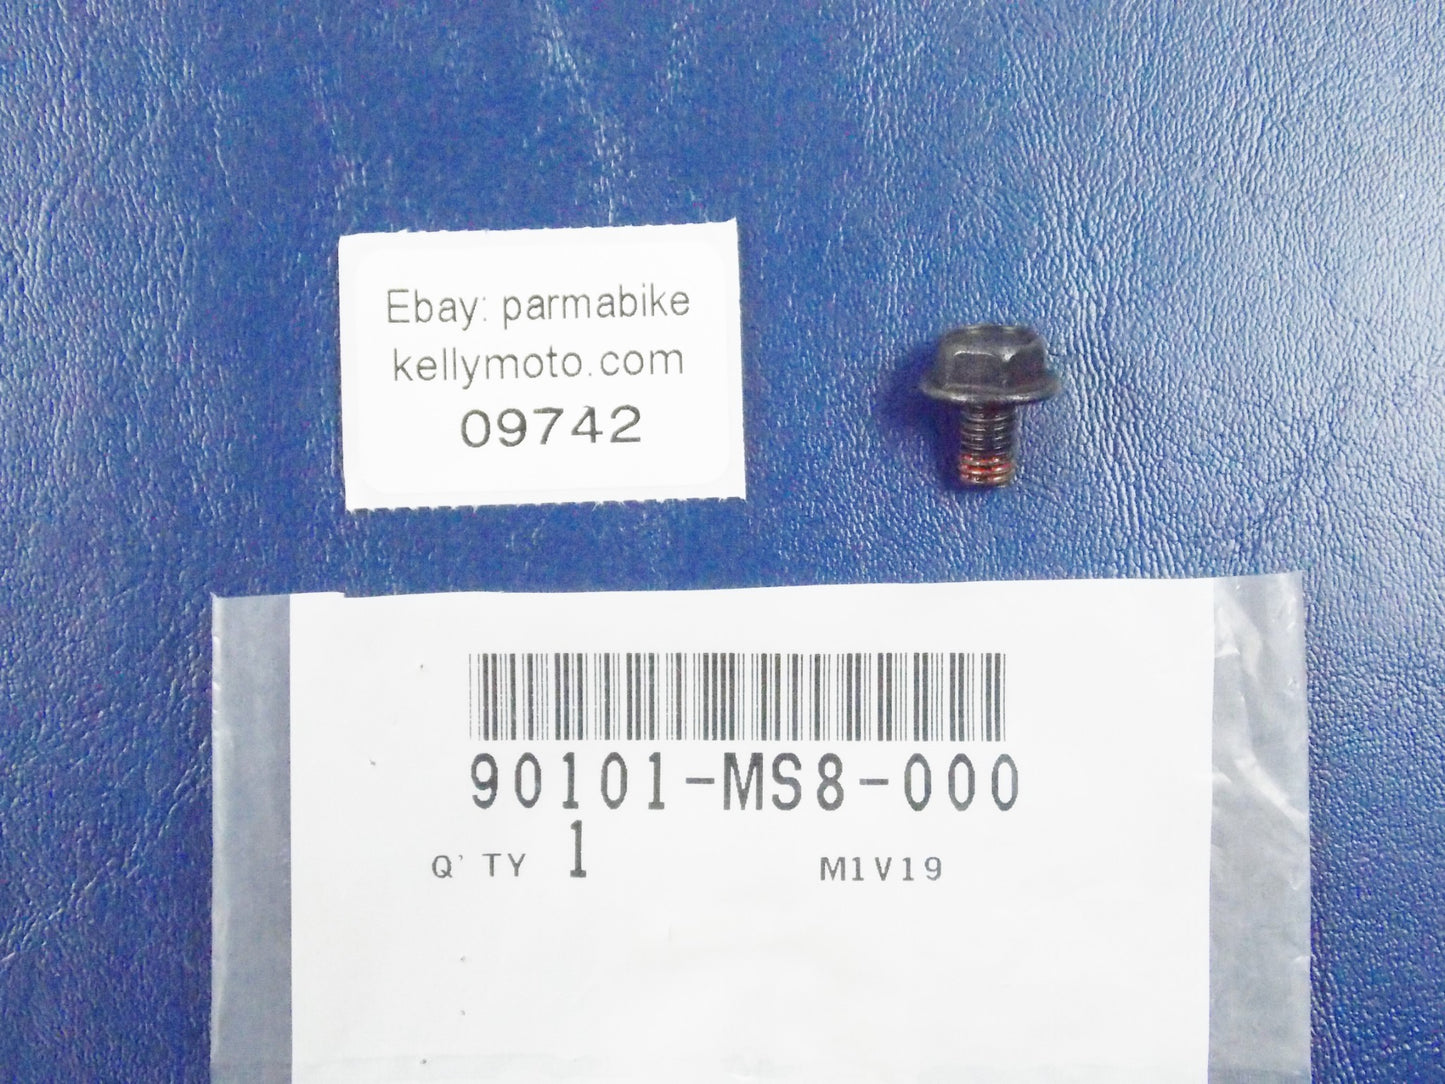 Ebay: parmabike
kellymoto.com
09742
90101-MS8-000
Q'TY 1 M1V19